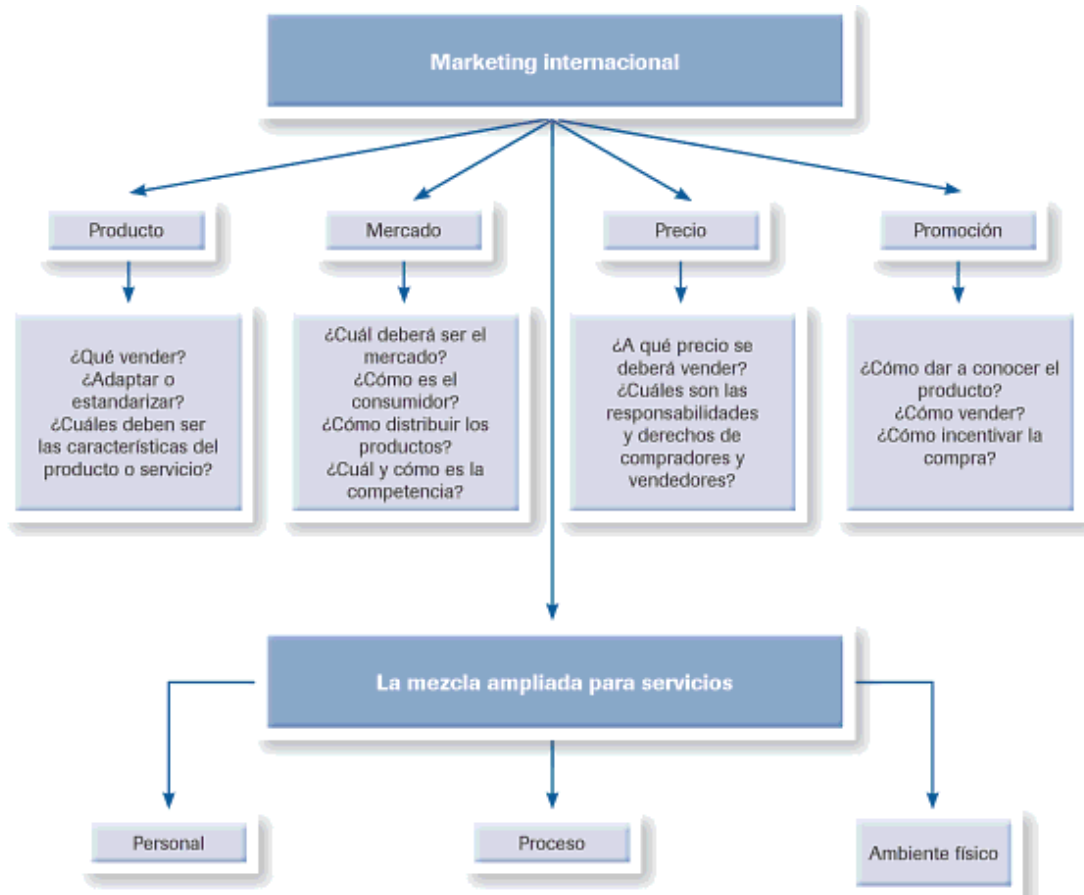 Marketing internacional
Producto
Mercado
Precio
Promoción
¿Qué vender?
¿Adaptar o
estandarizar?
¿Cuáles deben ser
las características del
producto o servicio?
¿Cuál deberá ser el
mercado?
¿Cómo es el
consumidor?
¿Cómo distribuir los
productos?
¿Cuál y cómo es la
competencia?
¿A qué precio se
deberá vender?
¿Cuáles son las
responsabilidades
y derechos de
compradores y
vendedores?
¿Cómo dar a conocer el
producto?
¿Cómo vender?
¿Cómo incentivar la
compra?
La mezcla ampliada para servicios
Personal
Proceso
Ambiente físico